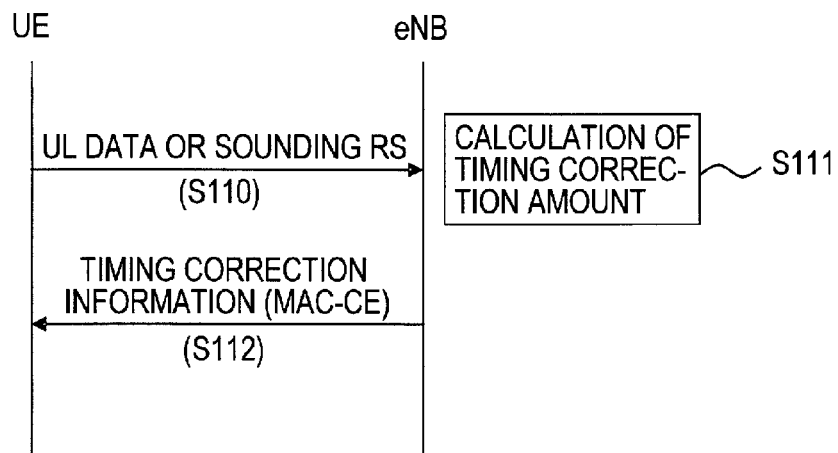 UE
eNB
UL DATA OR SOUNDING RS
(S110)
CALCULATION OF
TIMING CORREC-
TION AMOUNT
S111
TIMING CORRECTION
INFORMATION (MAC-CE)
(S112)